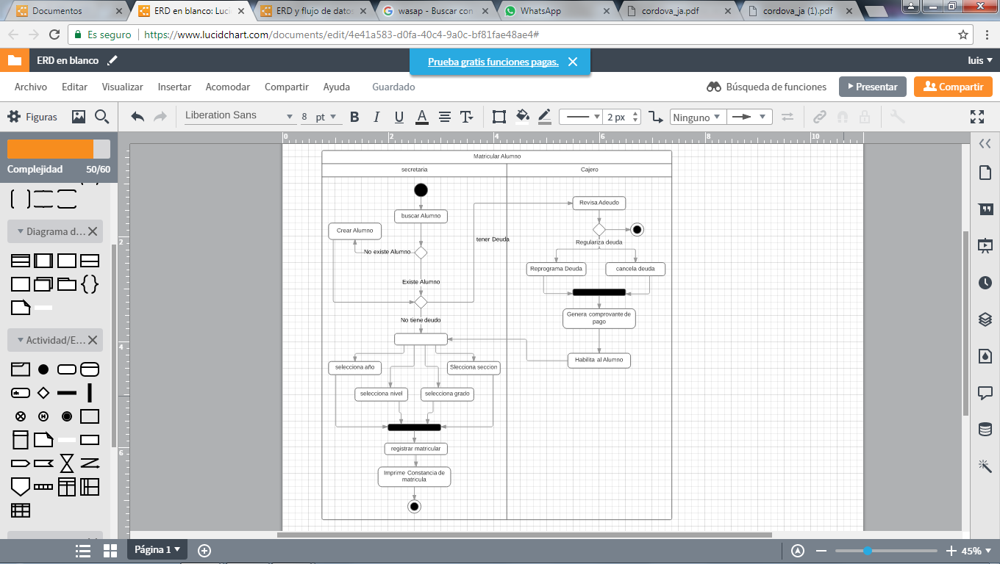 Documentos
ERD en blanco: Luci
ERD y flujo de datos
wasap - Buscar con
WhatsApp
cordova_ja.pdf
cordova_ja (1).pdf
Es seguro
https://www.lucidchart.com/documents/edit/4e41a583-d0fa-40c4-9a0c-bf81fae48ae4#
ERD en blanco
Prueba gratis funciones pagas.
luis
Archivo
Editar
Visualizar
Insertar
Acomodar
Compartir
Ayuda
Guardado
Búsqueda de funciones
Presentar
Compartir
Figuras
Liberation Sans
8 pt
B
I
U
A
T
2 px
Ninguno
0
2
4
6
8
10
Complejidad
50/60
Diagrama d...
Actividad/E...
2
4
6
Matricular Alumno
secretaria
Cajero
buscar Alumno
Crear Alumno
No existe Alumno
Existe Alumno
tener Deuda
No tiene deudo
selecciona año
Slecciona seccion
selecciona nivel
selecciona grado
registrar matricular
Imprime Constancia de
matricula
Revisa Adeudo
Regulariza deuda
Reprograma Deuda
cancela deuda
Genera comprovante de
pago
Habilita al Alumno
Página 1
45%